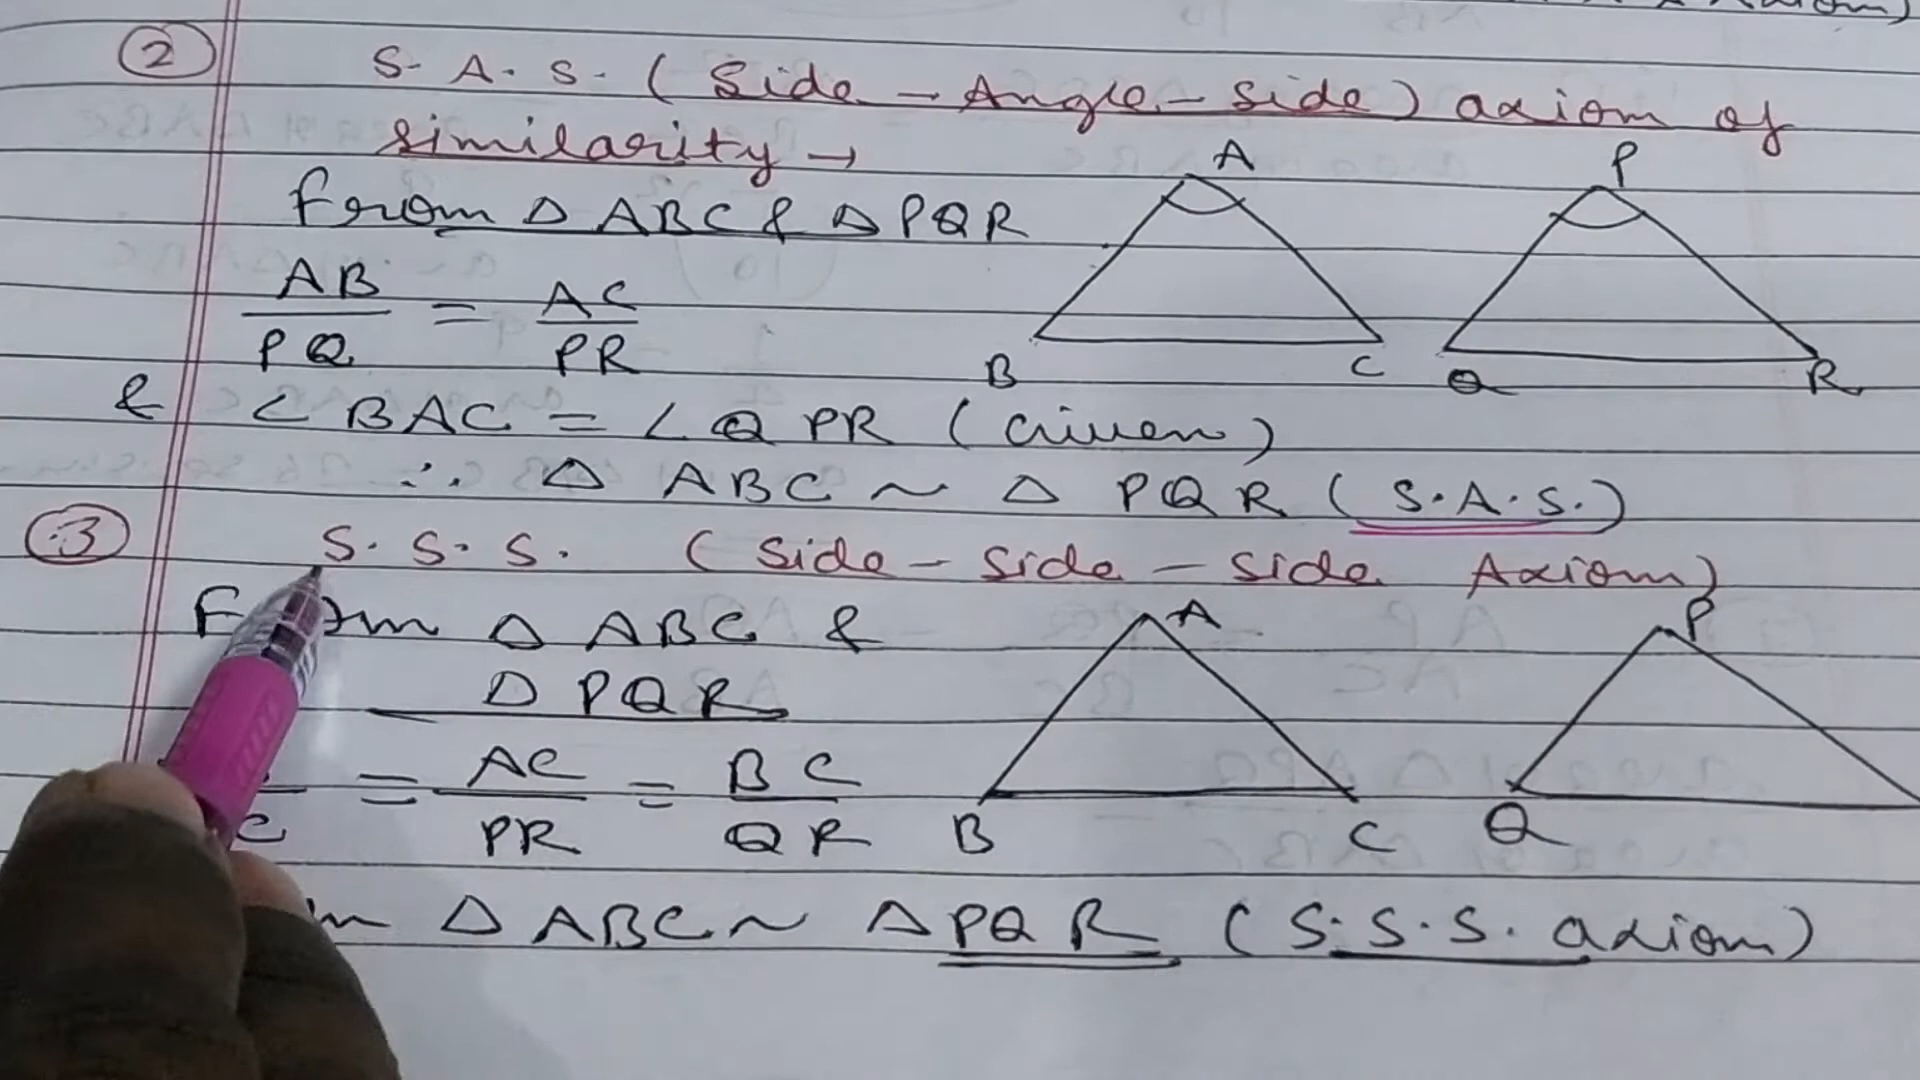 ②
S. A. S. (Side - Angle - Side) axiom of
similarity →
From △ ABC & △ PQR
AB/PQ = AC/PR
& ∠ BAC = ∠ QPR (Given)
∴ △ ABC ~ △ PQR (S.A.S.)
A
B
C
P
Q
R
③
S. S. S. (Side - Side - Side Axiom)
△ ABC &
△ PQR
= AC/PR = BC/QR
△ ABC ~ △ PQR (S.S.S. axiom)
A
B
C
P
Q